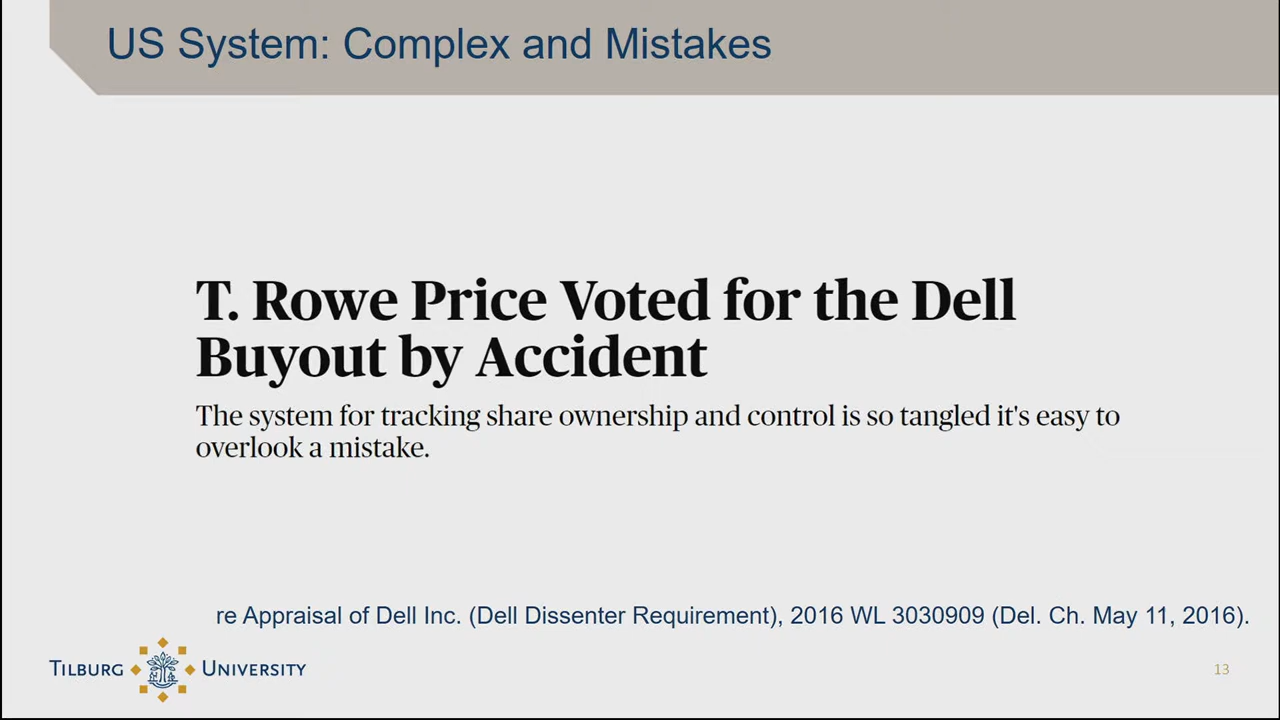 US System: Complex and Mistakes
T. Rowe Price Voted for the Dell
Buyout by Accident
The system for tracking share ownership and control is so tangled it's easy to
overlook a mistake.
re Appraisal of Dell Inc. (Dell Dissenter Requirement), 2016 WL 3030909 (Del. Ch. May 11, 2016).
TILBURG UNIVERSITY
13